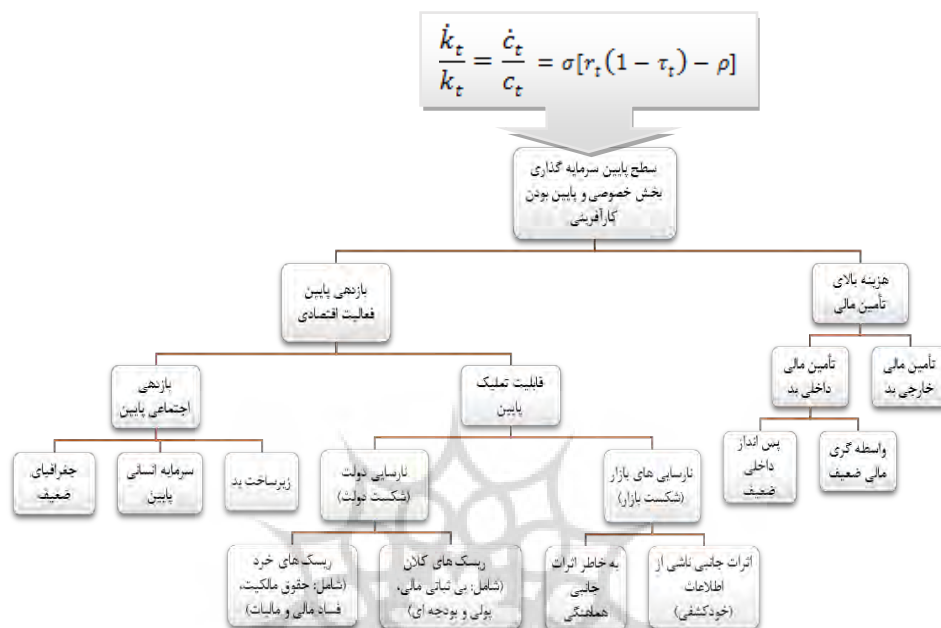 k̇ₜ/kₜ = ċₜ/cₜ = σ[rₜ(1 − τₜ) − ρ]
سطح پایین سرمایه گذاری
بخش خصوصی و پایین بودن
کارآفرینی
هزینه بالای
تأمین مالی
بازدهی پایین
فعالیت اقتصادی
تأمین مالی
خارجی بد
تأمین مالی
داخلی بد
قابلیت تملیک
پایین
بازدهی
اجتماعی پایین
واسطه گری
مالی ضعیف
پس انداز
داخلی
ضعیف
نارسایی های بازار
(شکست بازار)
نارسایی دولت
(شکست دولت)
زیرساخت بد
سرمایه انسانی
پایین
جغرافیای
ضعیف
اثرات جانبی ناشی از
اطلاعات
(خودکشفی)
به خاطر اثرات
جانبی
هماهنگی
ریسک های کلان
(شامل: بی ثباتی مالی،
پولی و بودجه ای)
ریسک های خرد
(شامل: حقوق مالکیت،
فساد مالی و مالیات)